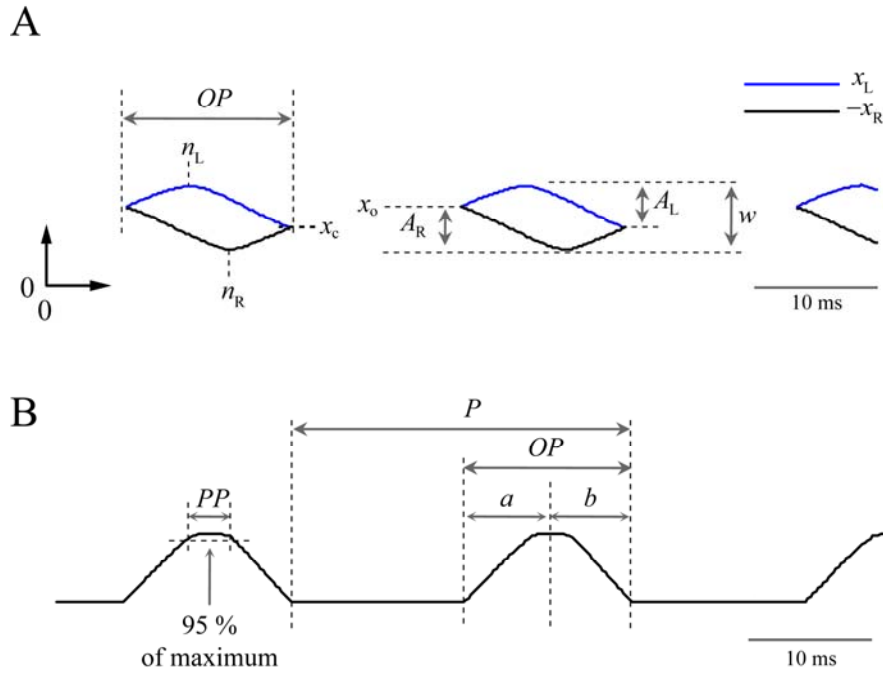 A
OP
x_L
−x_R
n_L
x_o
A_R
A_L
w
x_c
n_R
0
0
10 ms
B
P
OP
PP
a
b
95 %
of maximum
10 ms